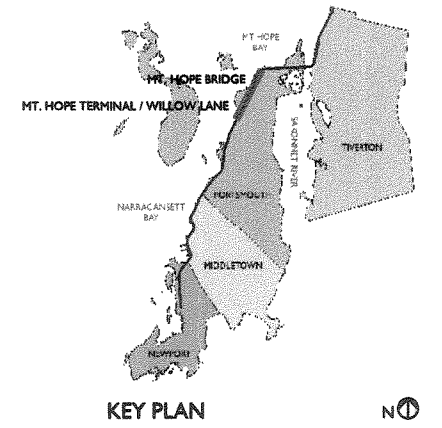 MT HOPE
BAY
MT. HOPE BRIDGE
MT. HOPE TERMINAL / WILLOW LANE
SAKONNET RIVER
TIVERTON
PORTSMOUTH
NARRAGANSETT
BAY
MIDDLETOWN
NEWPORT
KEY PLAN
N